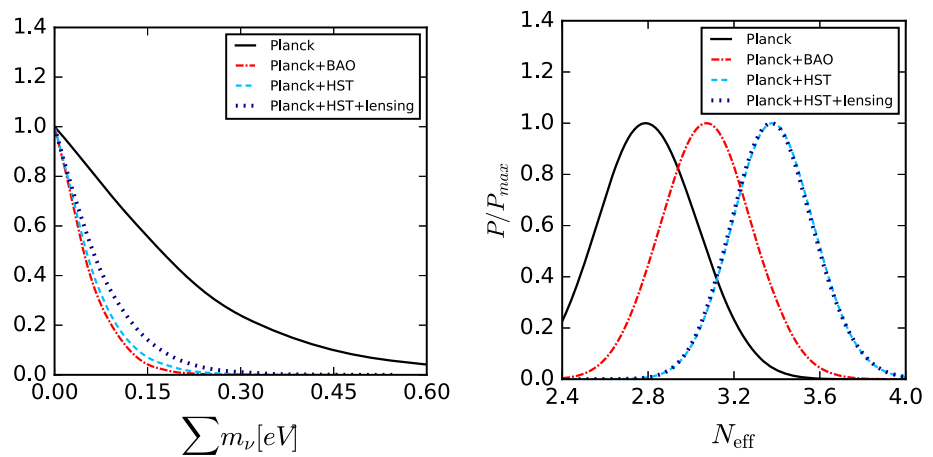 1.4
1.2
1.0
0.8
0.6
0.4
0.2
0.0
0.00 0.15 0.30 0.45 0.60
∑ m_ν [eV]
Planck
Planck+BAO
Planck+HST
Planck+HST+lensing
1.4
1.2
1.0
0.8
0.6
0.4
0.2
0.0
P/P_max
2.4 2.8 3.2 3.6 4.0
N_eff
Planck
Planck+BAO
Planck+HST
Planck+HST+lensing